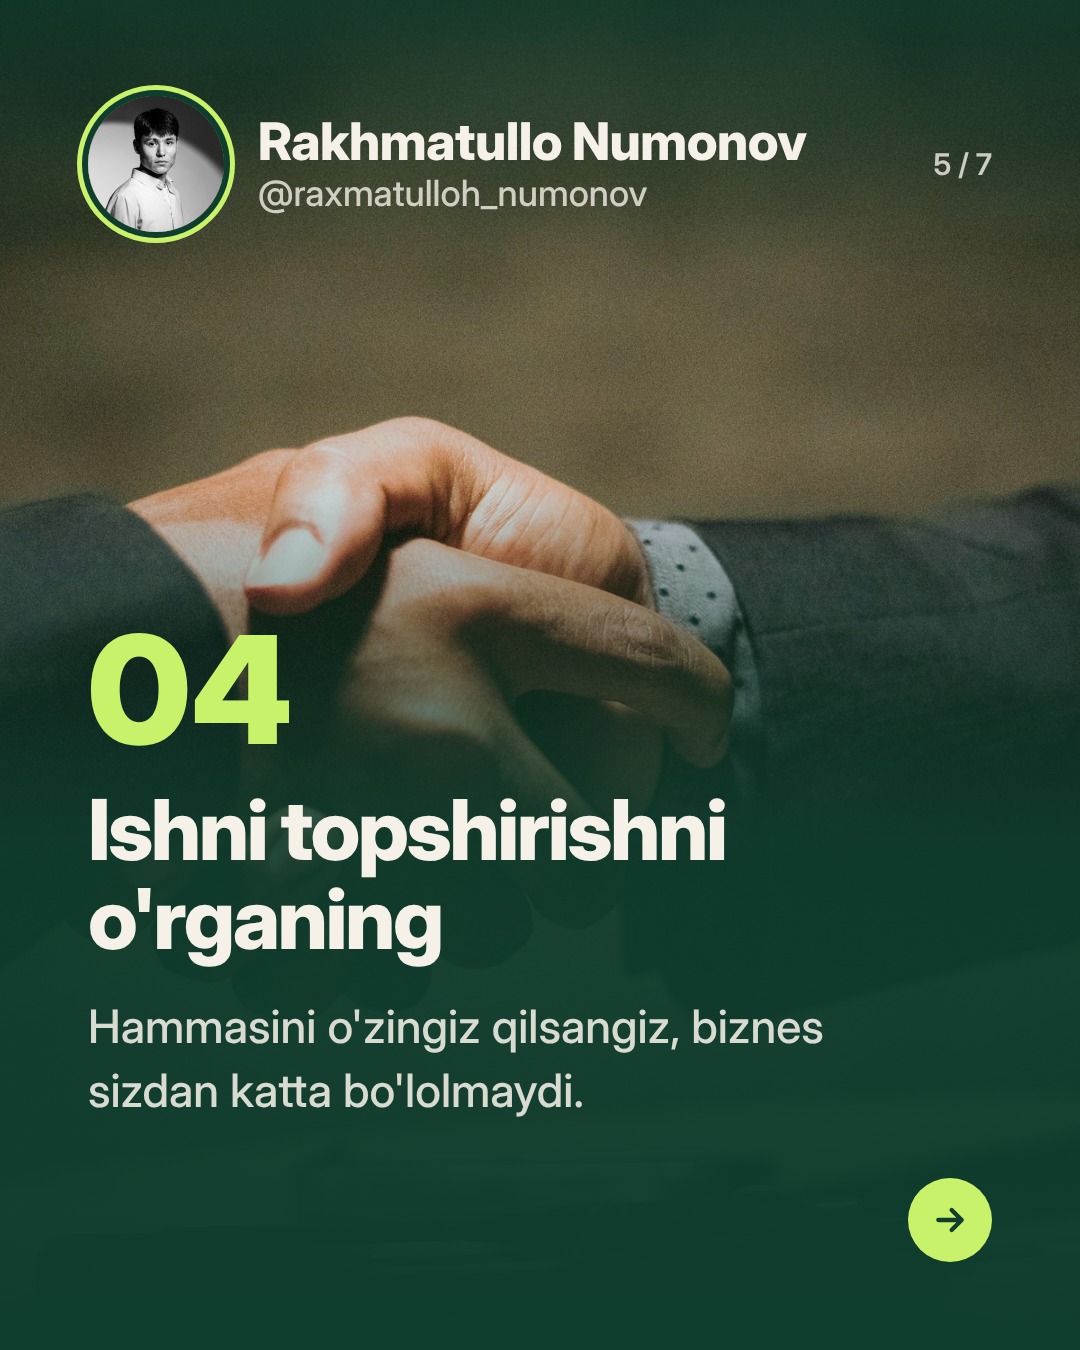 Rakhmatullo Numonov
@raxmatulloh_numonov
5 / 7
04
Ishni topshirishni
o'rganing
Hammasini o'zingiz qilsangiz, biznes
sizdan katta bo'lolmaydi.